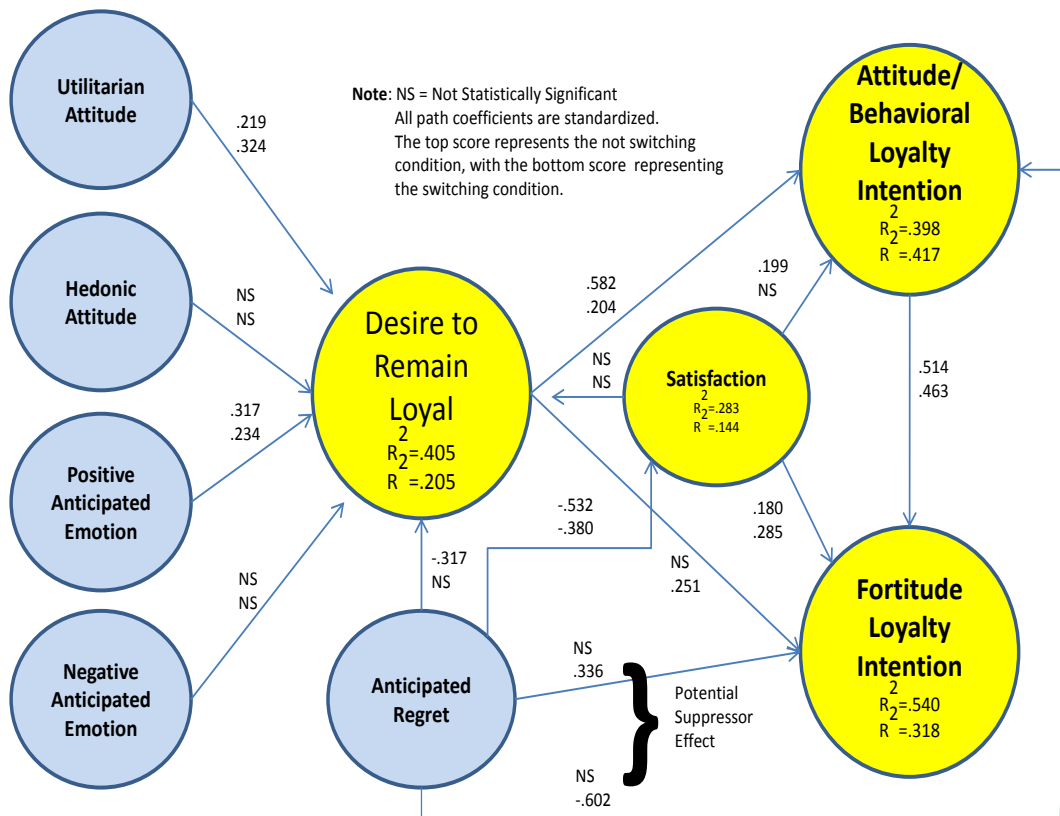 Utilitarian
Attitude
.219
.324
Note: NS = Not Statistically Significant
All path coefficients are standardized.
The top score represents the not switching
condition, with the bottom score representing
the switching condition.
Attitude/
Behavioral
Loyalty
Intention
2
R2=.398
R =.417
Hedonic
Attitude
NS
NS
Desire to
Remain
Loyal
2
R2=.405
R =.205
.582
.204
.199
NS
NS
NS
Satisfaction
2
R2=.283
R =.144
.514
.463
Positive
Anticipated
Emotion
.317
.234
-.532
-.380
.180
.285
NS
NS
-.317
NS
NS
.251
Negative
Anticipated
Emotion
Anticipated
Regret
NS
.336
}
Potential
Suppressor
Effect
NS
-.602
Fortitude
Loyalty
Intention
2
R2=.540
R =.318